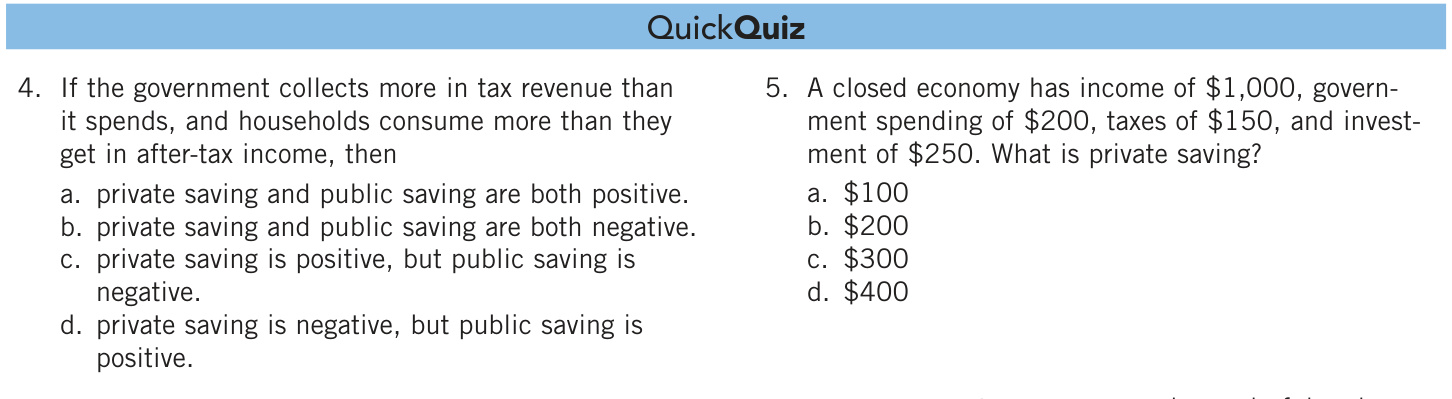 QuickQuiz
4. If the government collects more in tax revenue than
it spends, and households consume more than they
get in after-tax income, then
a. private saving and public saving are both positive.
b. private saving and public saving are both negative.
c. private saving is positive, but public saving is
negative.
d. private saving is negative, but public saving is
positive.
5. A closed economy has income of $1,000, govern-
ment spending of $200, taxes of $150, and invest-
ment of $250. What is private saving?
a. $100
b. $200
c. $300
d. $400